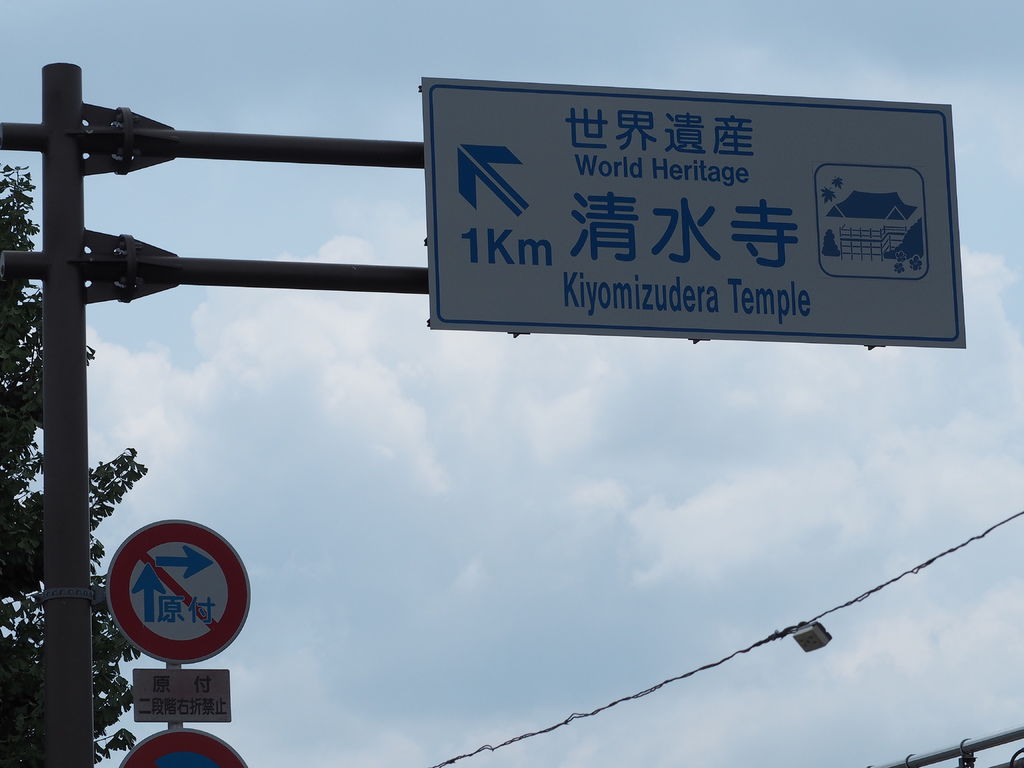 世界遺産
World Heritage
1Km
清水寺
Kiyomizudera Temple
原付
原 付
二段階右折禁止